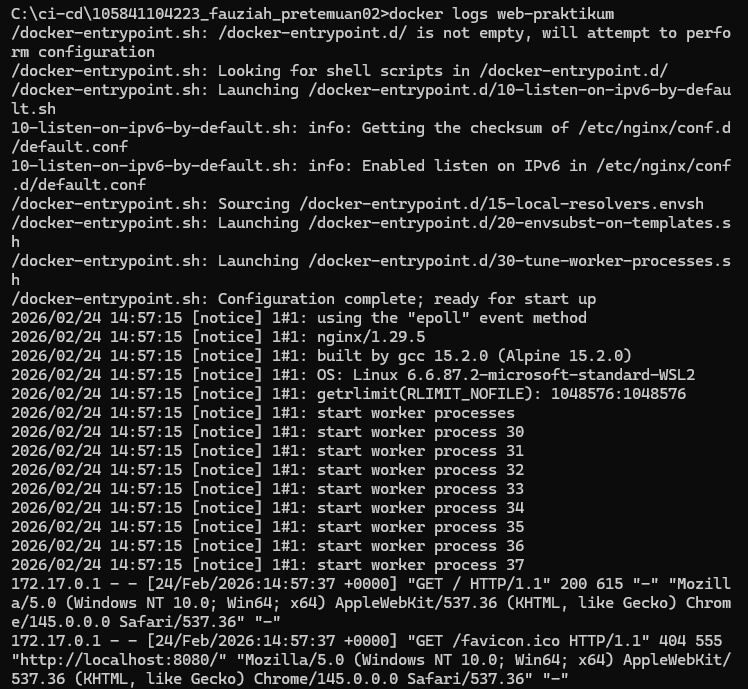 C:\ci-cd\105841104223_fauziah_pretemuan02>docker logs web-praktikum
/docker-entrypoint.sh: /docker-entrypoint.d/ is not empty, will attempt to perfo
rm configuration
/docker-entrypoint.sh: Looking for shell scripts in /docker-entrypoint.d/
/docker-entrypoint.sh: Launching /docker-entrypoint.d/10-listen-on-ipv6-by-defau
lt.sh
10-listen-on-ipv6-by-default.sh: info: Getting the checksum of /etc/nginx/conf.d
/default.conf
10-listen-on-ipv6-by-default.sh: info: Enabled listen on IPv6 in /etc/nginx/conf
.d/default.conf
/docker-entrypoint.sh: Sourcing /docker-entrypoint.d/15-local-resolvers.envsh
/docker-entrypoint.sh: Launching /docker-entrypoint.d/20-envsubst-on-templates.s
h
/docker-entrypoint.sh: Launching /docker-entrypoint.d/30-tune-worker-processes.s
h
/docker-entrypoint.sh: Configuration complete; ready for start up
2026/02/24 14:57:15 [notice] 1#1: using the "epoll" event method
2026/02/24 14:57:15 [notice] 1#1: nginx/1.29.5
2026/02/24 14:57:15 [notice] 1#1: built by gcc 15.2.0 (Alpine 15.2.0)
2026/02/24 14:57:15 [notice] 1#1: OS: Linux 6.6.87.2-microsoft-standard-WSL2
2026/02/24 14:57:15 [notice] 1#1: getrlimit(RLIMIT_NOFILE): 1048576:1048576
2026/02/24 14:57:15 [notice] 1#1: start worker processes
2026/02/24 14:57:15 [notice] 1#1: start worker process 30
2026/02/24 14:57:15 [notice] 1#1: start worker process 31
2026/02/24 14:57:15 [notice] 1#1: start worker process 32
2026/02/24 14:57:15 [notice] 1#1: start worker process 33
2026/02/24 14:57:15 [notice] 1#1: start worker process 34
2026/02/24 14:57:15 [notice] 1#1: start worker process 35
2026/02/24 14:57:15 [notice] 1#1: start worker process 36
2026/02/24 14:57:15 [notice] 1#1: start worker process 37
172.17.0.1 - - [24/Feb/2026:14:57:37 +0000] "GET / HTTP/1.1" 200 615 "-" "Mozill
a/5.0 (Windows NT 10.0; Win64; x64) AppleWebKit/537.36 (KHTML, like Gecko) Chrom
e/145.0.0.0 Safari/537.36" "-"
172.17.0.1 - - [24/Feb/2026:14:57:37 +0000] "GET /favicon.ico HTTP/1.1" 404 555
"http://localhost:8080/" "Mozilla/5.0 (Windows NT 10.0; Win64; x64) AppleWebKit/
537.36 (KHTML, like Gecko) Chrome/145.0.0.0 Safari/537.36" "-"